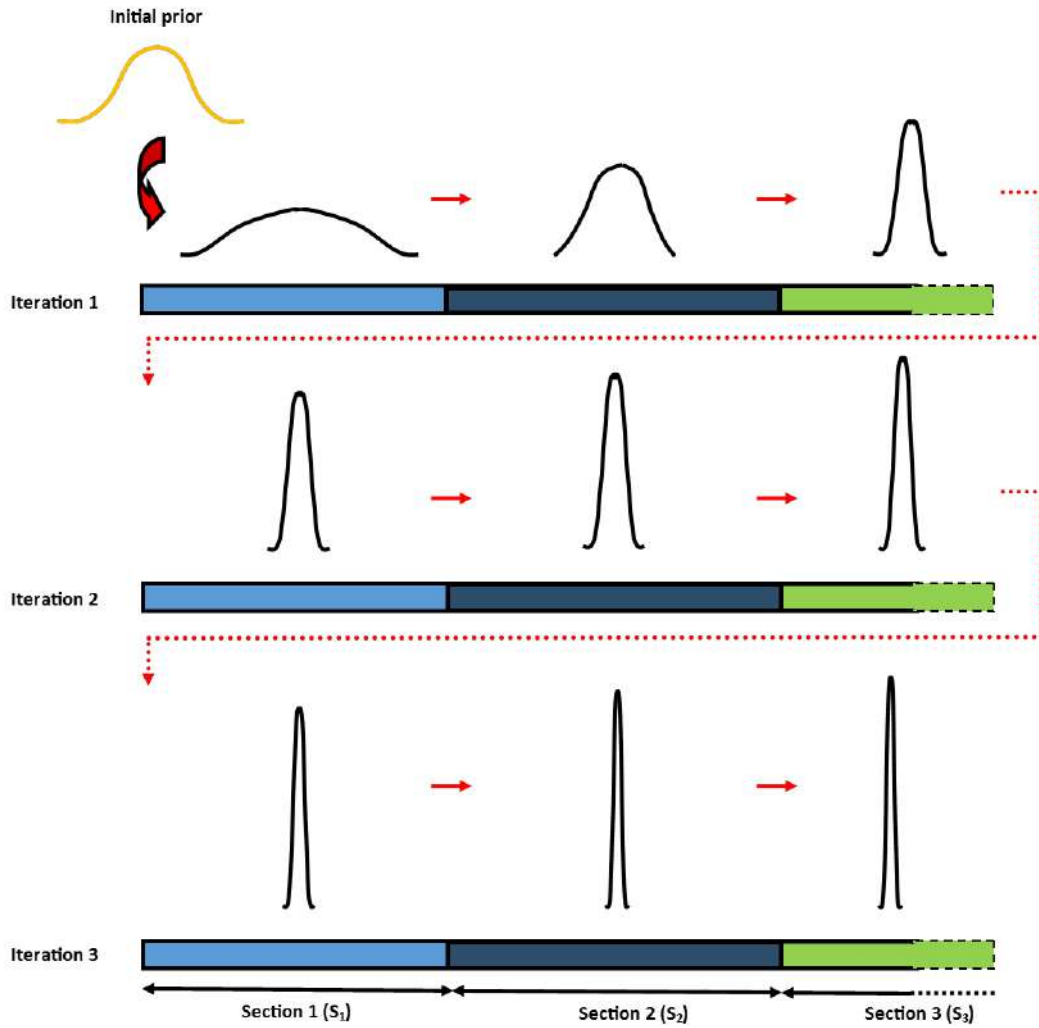 Initial prior
Iteration 1
Iteration 2
Iteration 3
Section 1 (S₁)
Section 2 (S₂)
Section 3 (S₃)